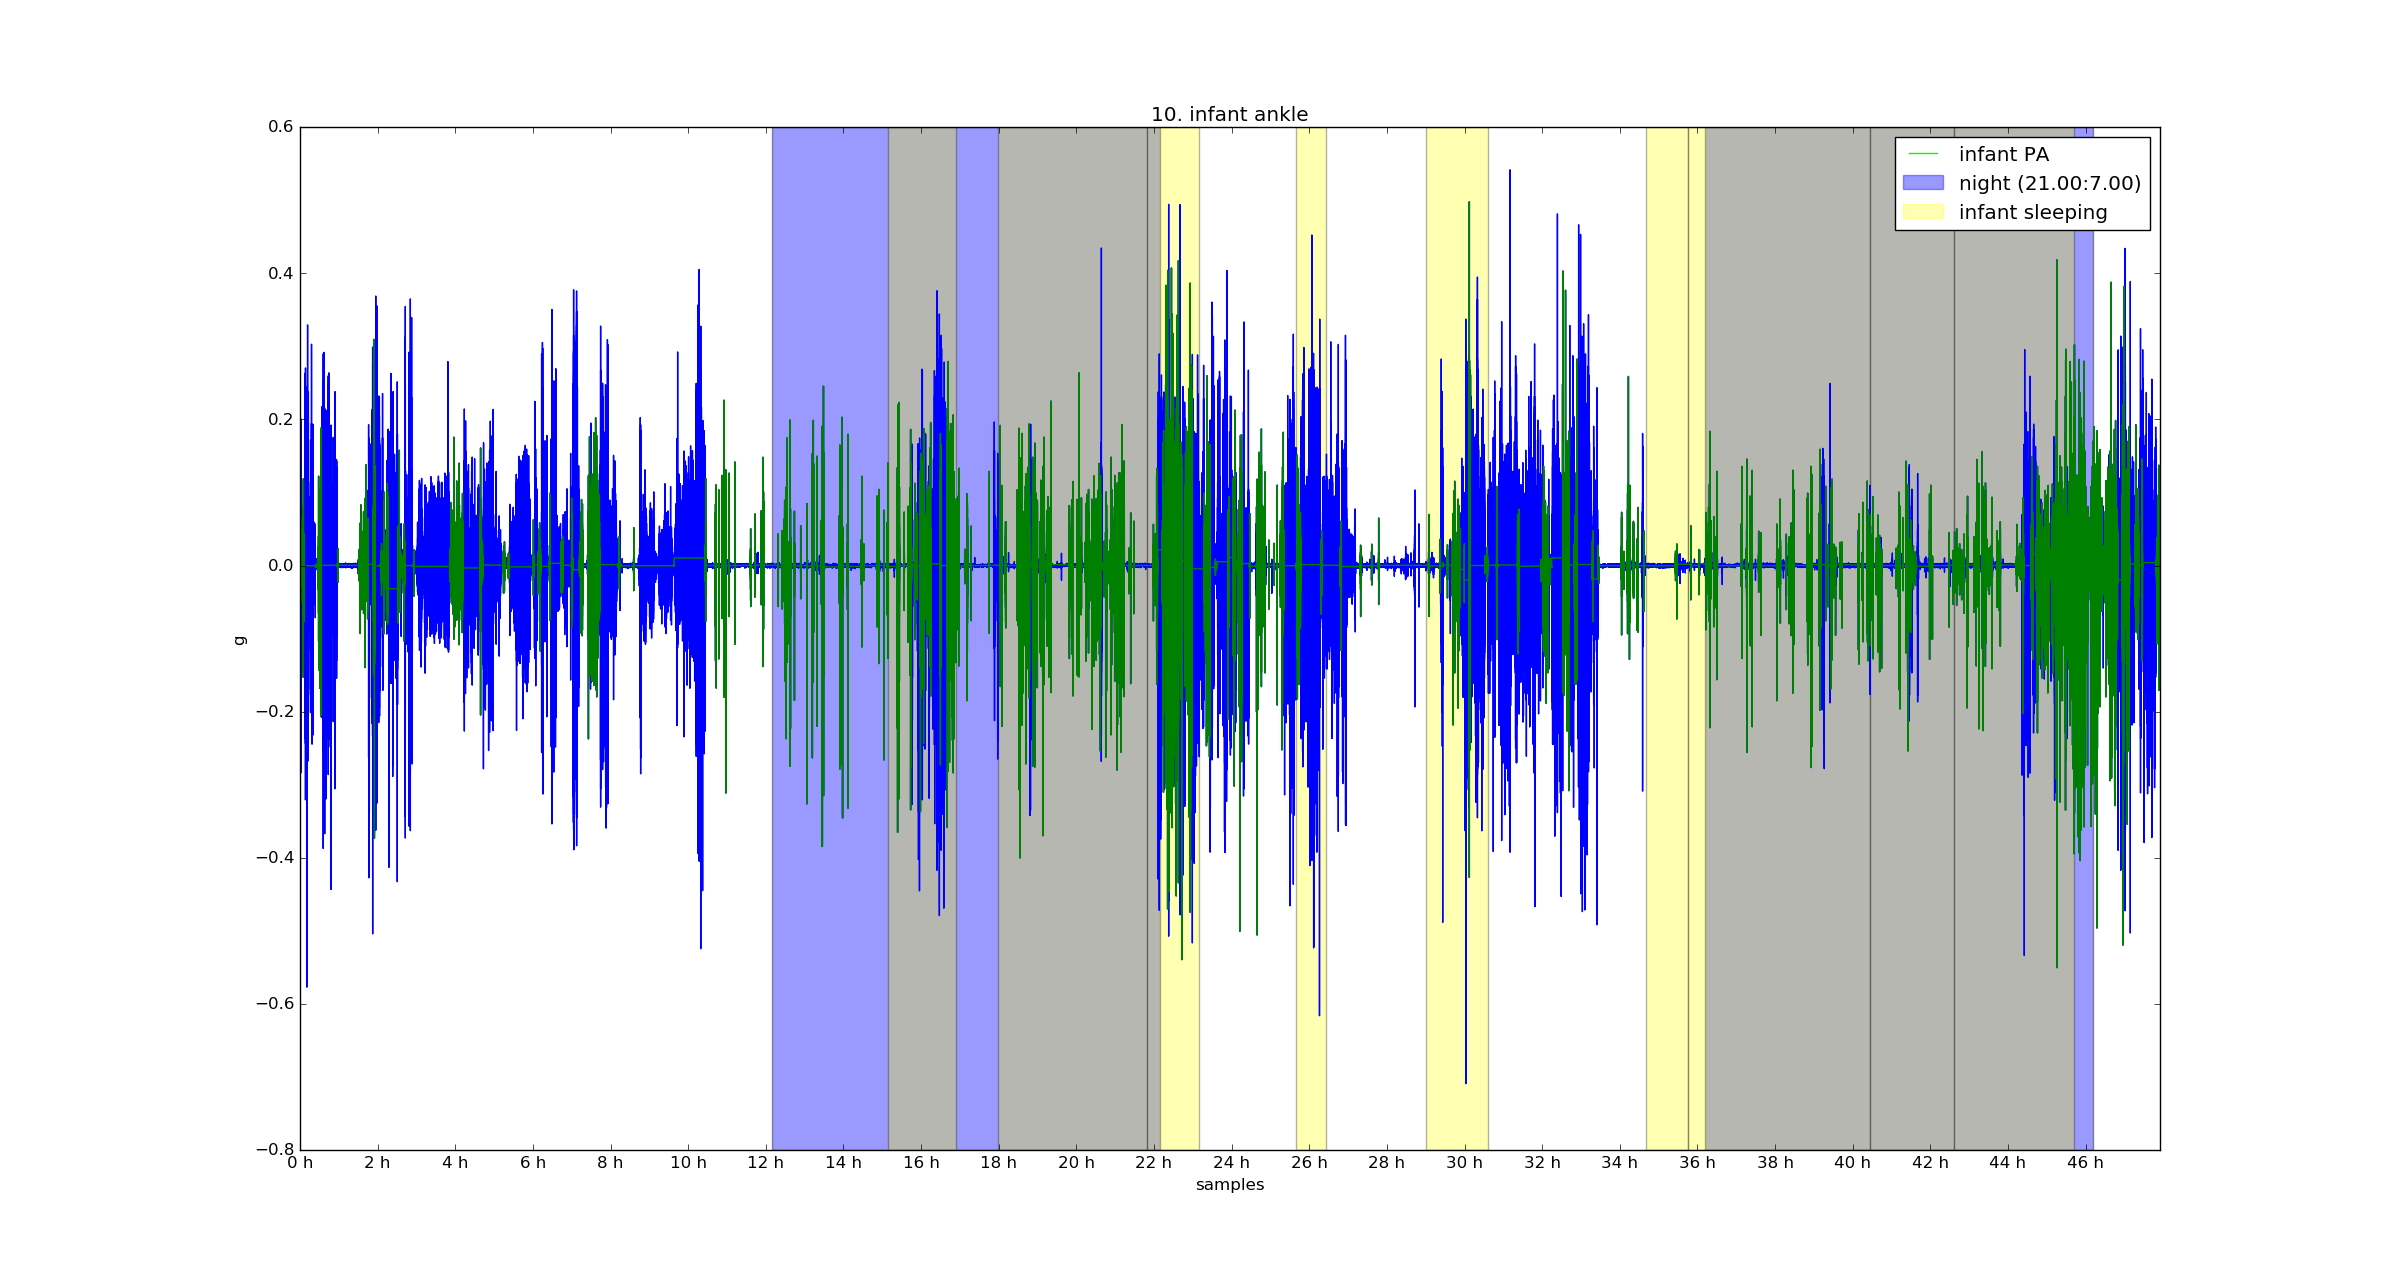 10. infant ankle
0.6
0.4
0.2
0.0
−0.2
−0.4
−0.6
−0.8
g
infant PA
night (21.00:7.00)
infant sleeping
0 h 2 h 4 h 6 h 8 h 10 h 12 h 14 h 16 h 18 h 20 h 22 h 24 h 26 h 28 h 30 h 32 h 34 h 36 h 38 h 40 h 42 h 44 h 46 h
samples